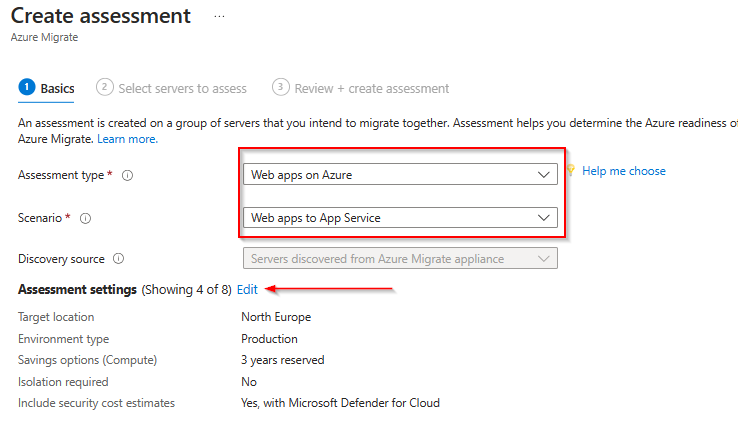 Create assessment ...
Azure Migrate
1 Basics 2 Select servers to assess 3 Review + create assessment
An assessment is created on a group of servers that you intend to migrate together. Assessment helps you determine the Azure readiness of
Azure Migrate. Learn more.
Assessment type * Web apps on Azure Help me choose
Scenario * Web apps to App Service
Discovery source Servers discovered from Azure Migrate appliance
Assessment settings (Showing 4 of 8) Edit
Target location North Europe
Environment type Production
Savings options (Compute) 3 years reserved
Isolation required No
Include security cost estimates Yes, with Microsoft Defender for Cloud